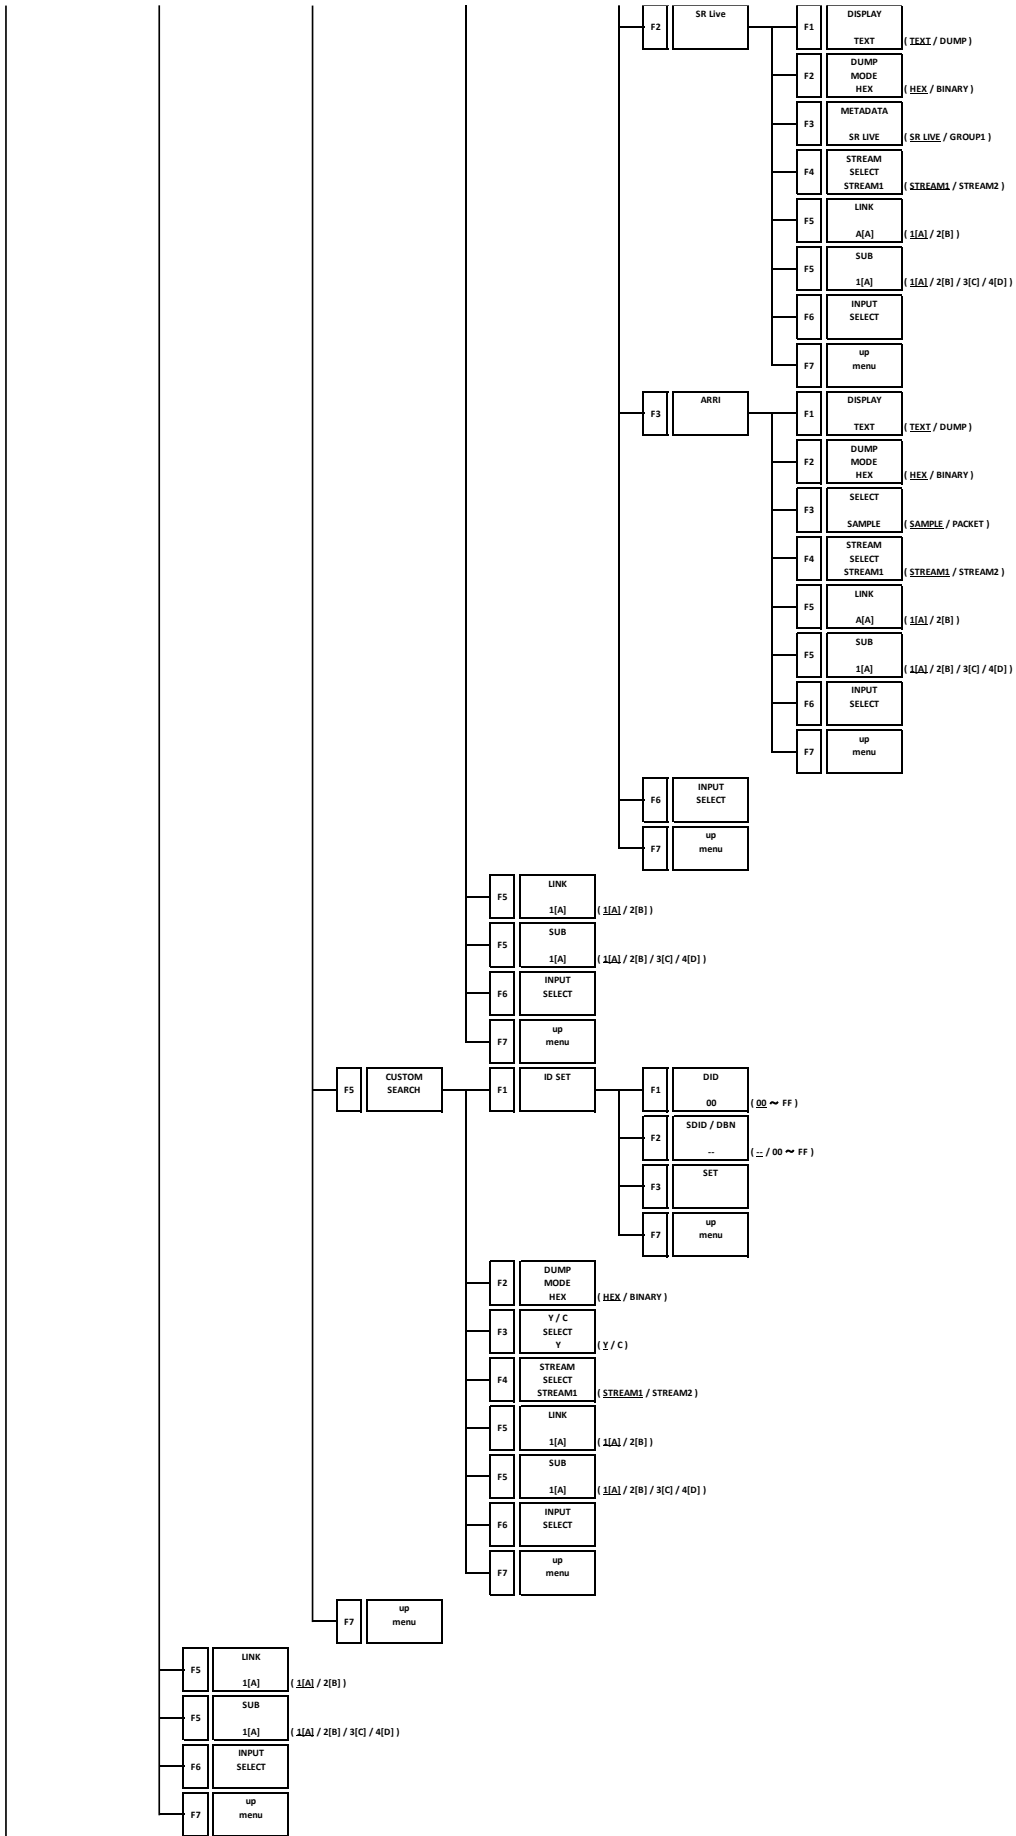 F2
SR Live
F1
DISPLAY
TEXT
( TEXT / DUMP )
F2
DUMP
MODE
HEX
( HEX / BINARY )
F3
METADATA
SR LIVE
( SR LIVE / GROUP1 )
F4
STREAM
SELECT
STREAM1
( STREAM1 / STREAM2 )
F5
LINK
A[A]
( 1[A] / 2[B] )
F5
SUB
1[A]
( 1[A] / 2[B] / 3[C] / 4[D] )
F6
INPUT
SELECT
F7
up
menu
F3
ARRI
F1
DISPLAY
TEXT
( TEXT / DUMP )
F2
DUMP
MODE
HEX
( HEX / BINARY )
F3
SELECT
SAMPLE
( SAMPLE / PACKET )
F4
STREAM
SELECT
STREAM1
( STREAM1 / STREAM2 )
F5
LINK
A[A]
( 1[A] / 2[B] )
F5
SUB
1[A]
( 1[A] / 2[B] / 3[C] / 4[D] )
F6
INPUT
SELECT
F7
up
menu
F6
INPUT
SELECT
F7
up
menu
F5
LINK
1[A]
( 1[A] / 2[B] )
F5
SUB
1[A]
( 1[A] / 2[B] / 3[C] / 4[D] )
F6
INPUT
SELECT
F7
up
menu
F5
CUSTOM
SEARCH
F1
ID SET
F1
DID
00
( 00 ~ FF )
F2
SDID / DBN
--
( -- / 00 ~ FF )
F3
SET
F7
up
menu
F2
DUMP
MODE
HEX
( HEX / BINARY )
F3
Y / C
SELECT
Y
( Y / C )
F4
STREAM
SELECT
STREAM1
( STREAM1 / STREAM2 )
F5
LINK
1[A]
( 1[A] / 2[B] )
F5
SUB
1[A]
( 1[A] / 2[B] / 3[C] / 4[D] )
F6
INPUT
SELECT
F7
up
menu
F7
up
menu
F5
LINK
1[A]
( 1[A] / 2[B] )
F5
SUB
1[A]
( 1[A] / 2[B] / 3[C] / 4[D] )
F6
INPUT
SELECT
F7
up
menu